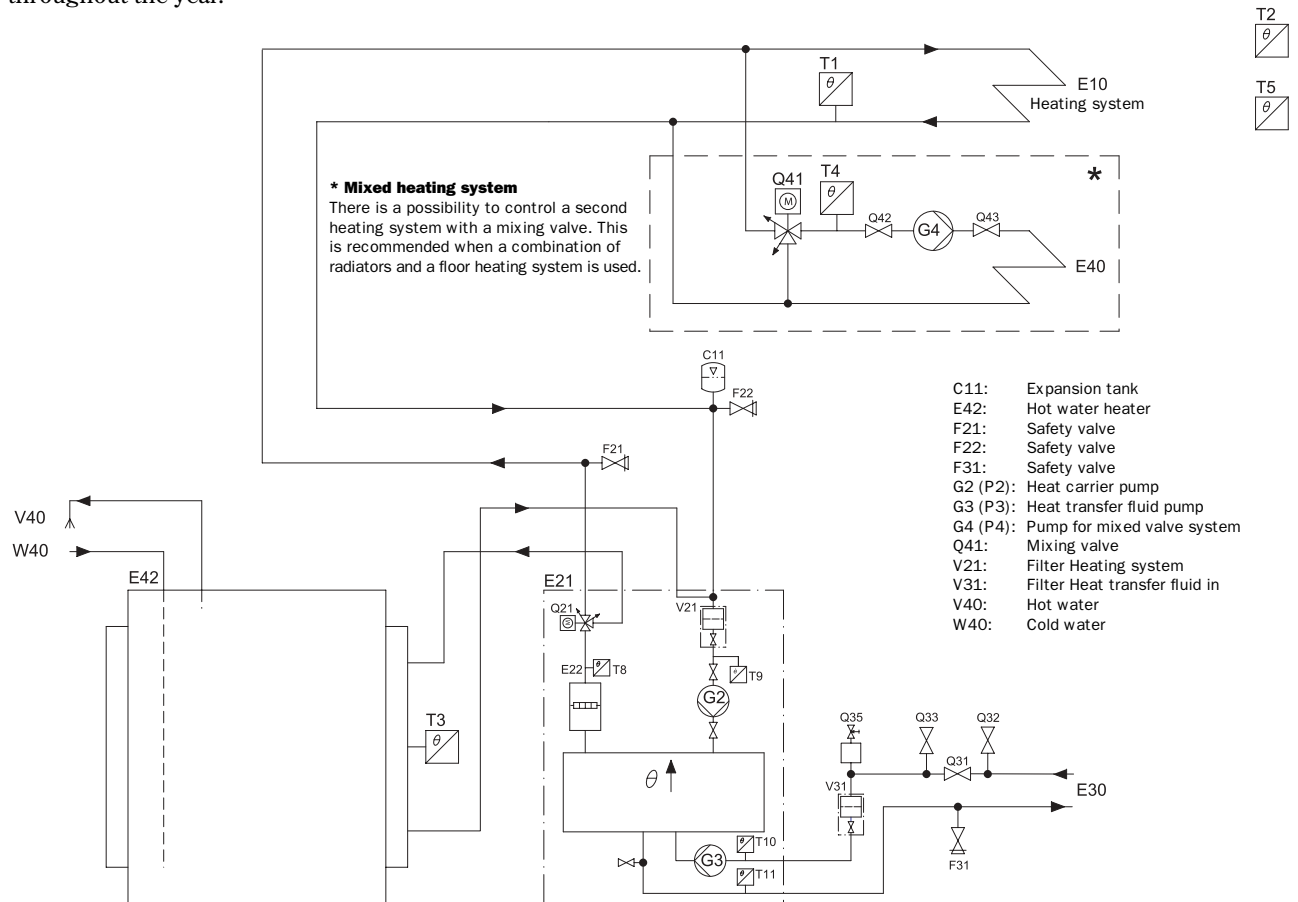 throughout the year.
T2
θ
T1
θ
E10
Heating system
T5
θ
* Mixed heating system
There is a possibility to control a second
heating system with a mixing valve. This
is recommended when a combination of
radiators and a floor heating system is used.
*
Q41
M
T4
θ
Q42
G4
Q43
E40
C11
F22
F21
C11: Expansion tank
E42: Hot water heater
F21: Safety valve
F22: Safety valve
F31: Safety valve
G2 (P2): Heat carrier pump
G3 (P3): Heat transfer fluid pump
G4 (P4): Pump for mixed valve system
Q41: Mixing valve
V21: Filter Heating system
V31: Filter Heat transfer fluid in
V40: Hot water
W40: Cold water
V40
W40
E42
E21
Q21
M
V21
E22
θ
T8
θ
T9
G2
T3
θ
θ
Q35
Q33
Q32
Q31
V31
E30
θ
T10
G3
θ
T11
F31